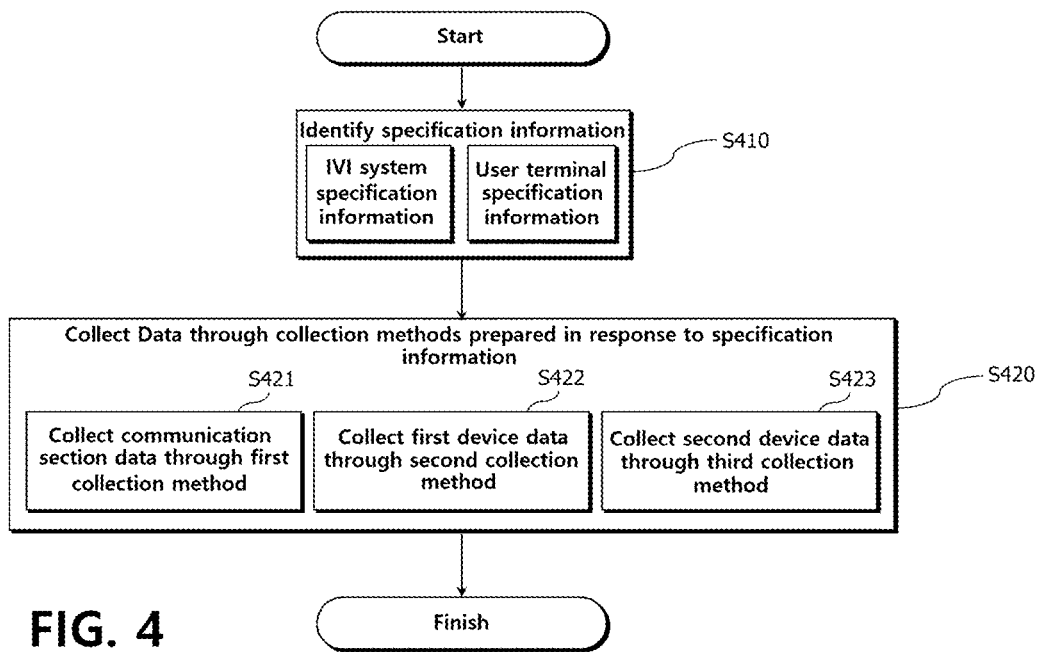 Start
Identify specification information
S410
IVI system
specification
information
User terminal
specification
information
Collect Data through collection methods prepared in response to specification
information
S420
S421
Collect communication
section data through first
collection method
S422
Collect first device data
through second collection
method
S423
Collect second device data
through third collection
method
Finish
FIG. 4